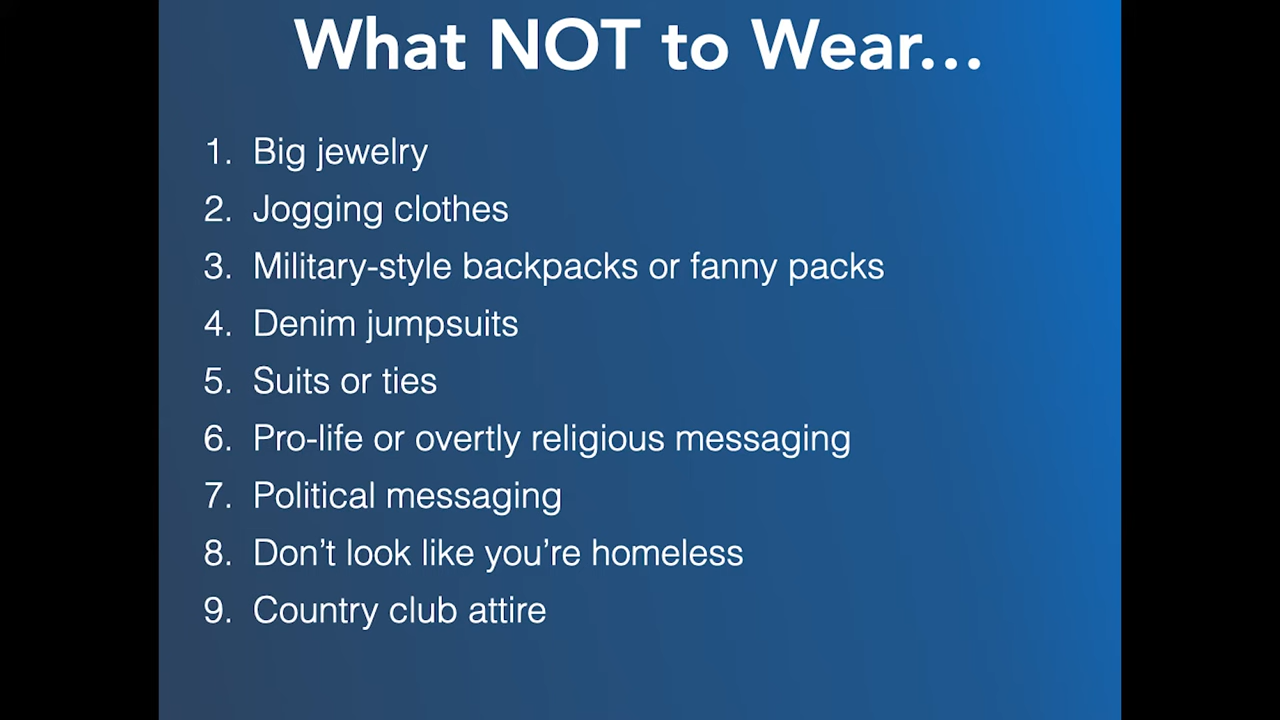 What NOT to Wear...
1. Big jewelry
2. Jogging clothes
3. Military-style backpacks or fanny packs
4. Denim jumpsuits
5. Suits or ties
6. Pro-life or overtly religious messaging
7. Political messaging
8. Don’t look like you’re homeless
9. Country club attire